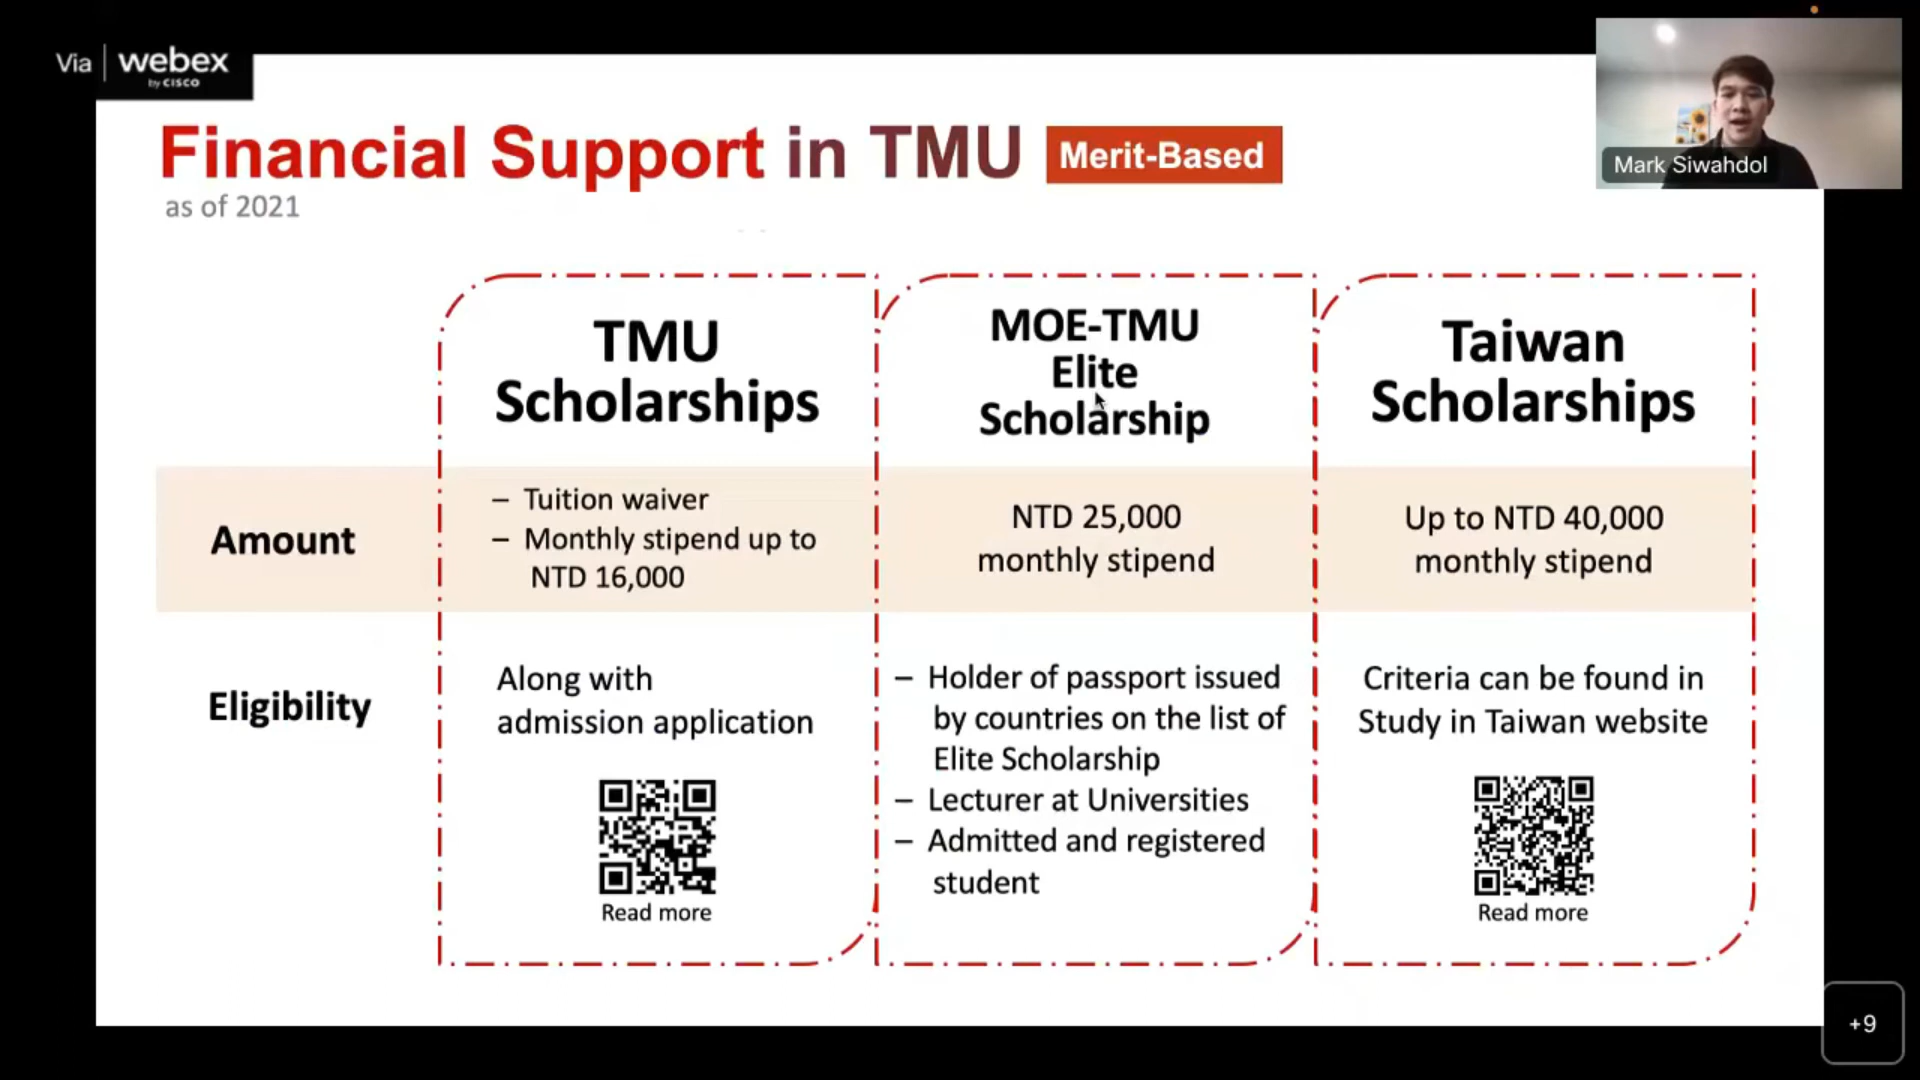 Via webex
by CISCO
Financial Support in TMU Merit-Based
as of 2021
Mark Siwahdol
TMU
Scholarships
MOE-TMU
Elite
Scholarship
Taiwan
Scholarships
Amount
– Tuition waiver
– Monthly stipend up to
NTD 16,000
NTD 25,000
monthly stipend
Up to NTD 40,000
monthly stipend
Eligibility
Along with
admission application
Read more
– Holder of passport issued
by countries on the list of
Elite Scholarship
– Lecturer at Universities
– Admitted and registered
student
Criteria can be found in
Study in Taiwan website
Read more
+9